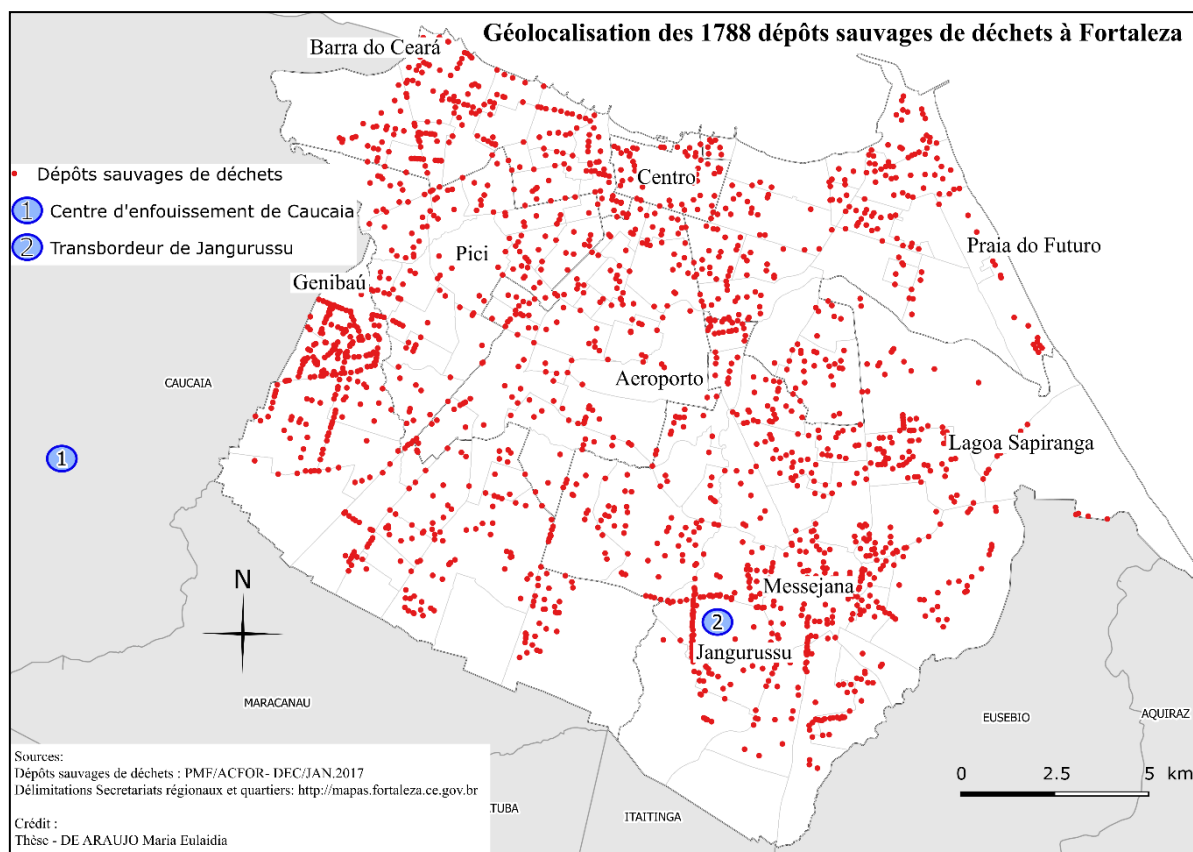 Géolocalisation des 1788 dépôts sauvages de déchets à Fortaleza
Barra do Ceará
Dépôts sauvages de déchets
1 Centre d'enfouissement de Caucaia
2 Transbordeur de Jangurussu
Centro
Pici
Praia do Futuro
Genibaú
CAUCAIA
Aeroporto
Lagoa Sapiranga
1
N
Messejana
2
Jangurussu
MARACANAU
EUSEBIO
AQUIRAZ
Sources:
Dépôts sauvages de déchets : PMF/ACFOR- DEC/JAN.2017
Délimitations Secretariats régionaux et quartiers: http://mapas.fortaleza.ce.gov.br
Crédit :
Thèse - DE ARAUJO Maria Eulaidia
TUBA
ITAITINGA
0 2.5 5 km